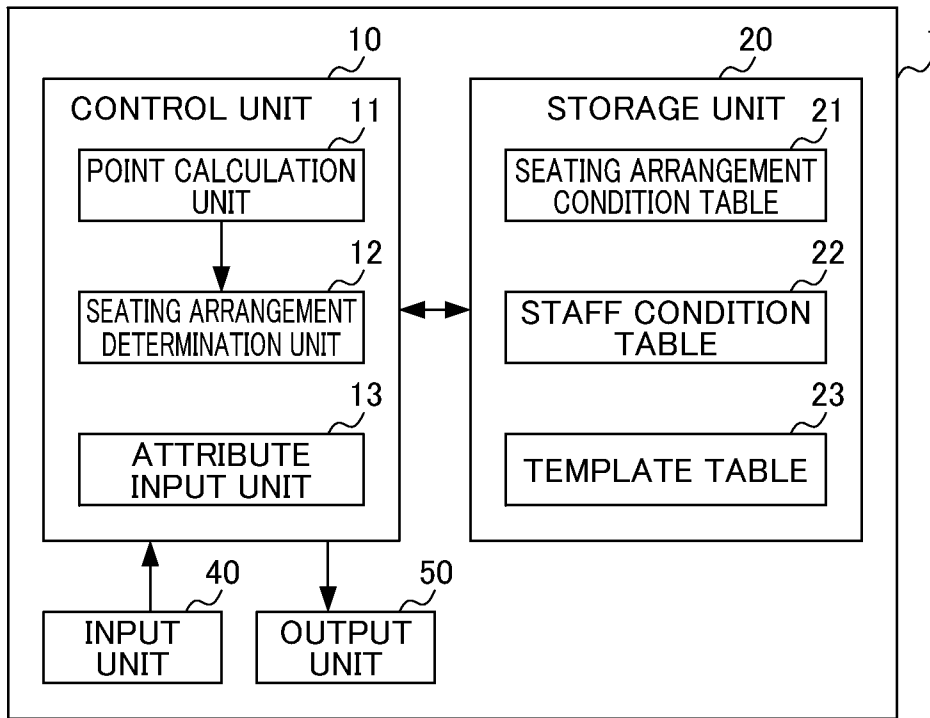 10
20
CONTROL UNIT
11
POINT CALCULATION
UNIT
12
SEATING ARRANGEMENT
DETERMINATION UNIT
13
ATTRIBUTE
INPUT UNIT
STORAGE UNIT
21
SEATING ARRANGEMENT
CONDITION TABLE
22
STAFF CONDITION
TABLE
23
TEMPLATE TABLE
40
INPUT
UNIT
50
OUTPUT
UNIT